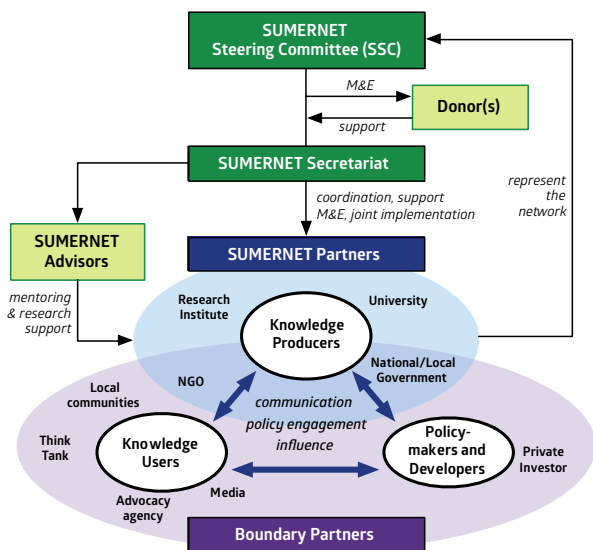 SUMERNET
Steering Committee (SSC)
M&E
Donor(s)
support
SUMERNET Secretariat
represent
the
network
coordination, support
M&E, joint implementation
SUMERNET
Advisors
SUMERNET Partners
mentoring
& research
support
Research
Institute
University
Knowledge
Producers
National/Local
Government
NGO
Local
communities
communication
policy engagement
influence
Think
Tank
Knowledge
Users
Policy-
makers and
Developers
Private
Investor
Media
Advocacy
agency
Boundary Partners